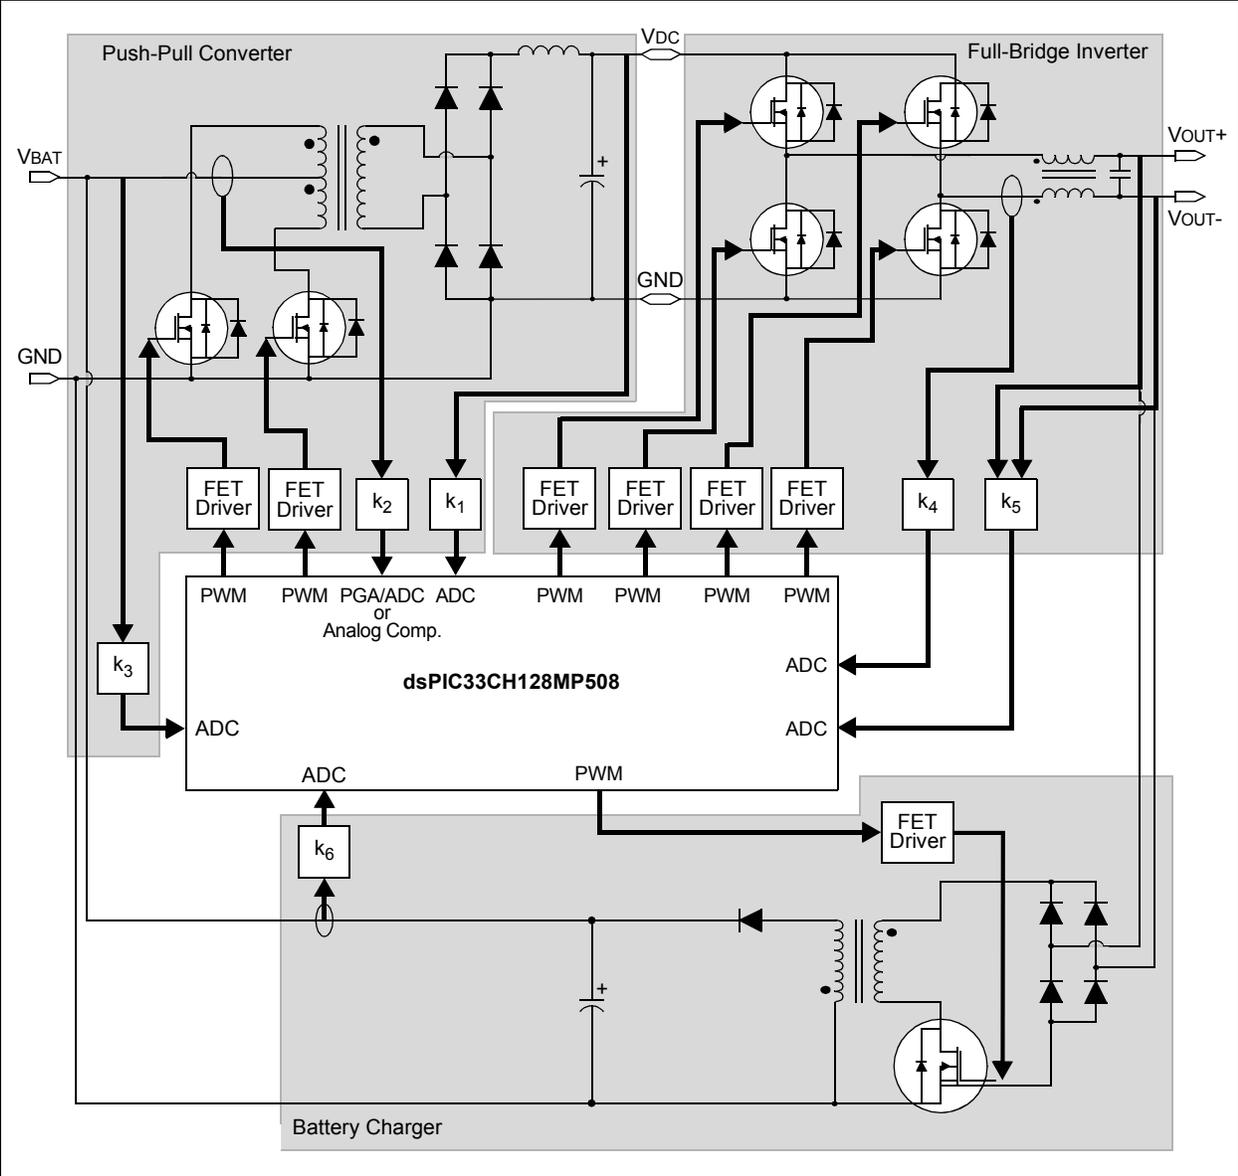 Push-Pull Converter
VDC
Full-Bridge Inverter
VBAT
+
VOUT+
VOUT-
GND
GND
FET
Driver
FET
Driver
k2
k1
FET
Driver
FET
Driver
FET
Driver
FET
Driver
k4
k5
PWM
PWM
PGA/ADC
or
Analog Comp.
ADC
PWM
PWM
PWM
PWM
k3
ADC
dsPIC33CH128MP508
ADC
ADC
ADC
PWM
k6
FET
Driver
+
Battery Charger